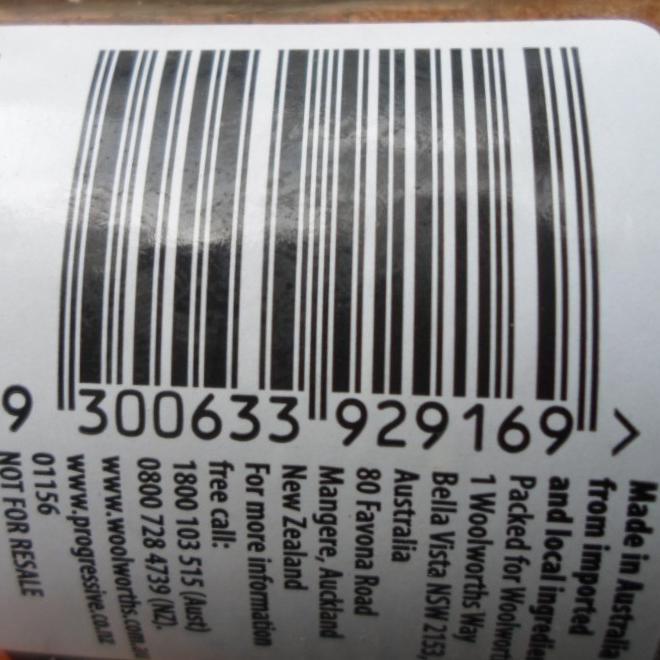 9 300633 929169 >
Made in Australia
from imported
and local
Packed for
1 Woolworths Way
Bella Vista NSW 2153,
Australia
80 Favona Road
Mangere, Auckland
New Zealand
For more information
free call:
1800 103 515 (Aust)
0800 728 4739 (NZ).
www.woolworths.com.au
www.progressive.co.nz
01156
NOT FOR RESALE